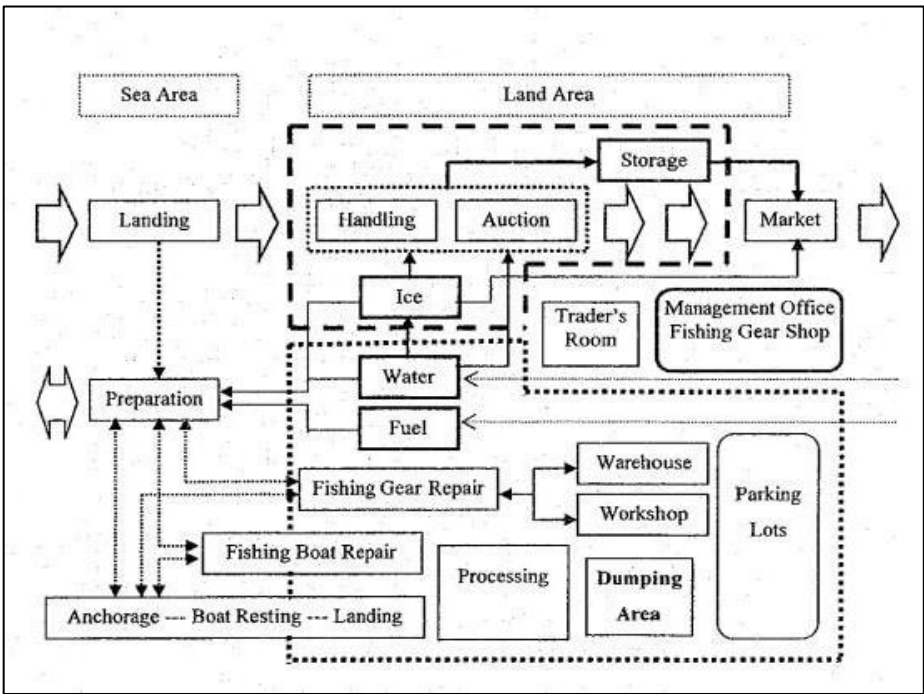 Sea Area
Land Area
Storage
Landing
Handling
Auction
Market
Ice
Trader's
Room
Management Office
Fishing Gear Shop
Water
Preparation
Fuel
Warehouse
Fishing Gear Repair
Workshop
Parking
Lots
Fishing Boat Repair
Processing
Dumping
Area
Anchorage --- Boat Resting --- Landing